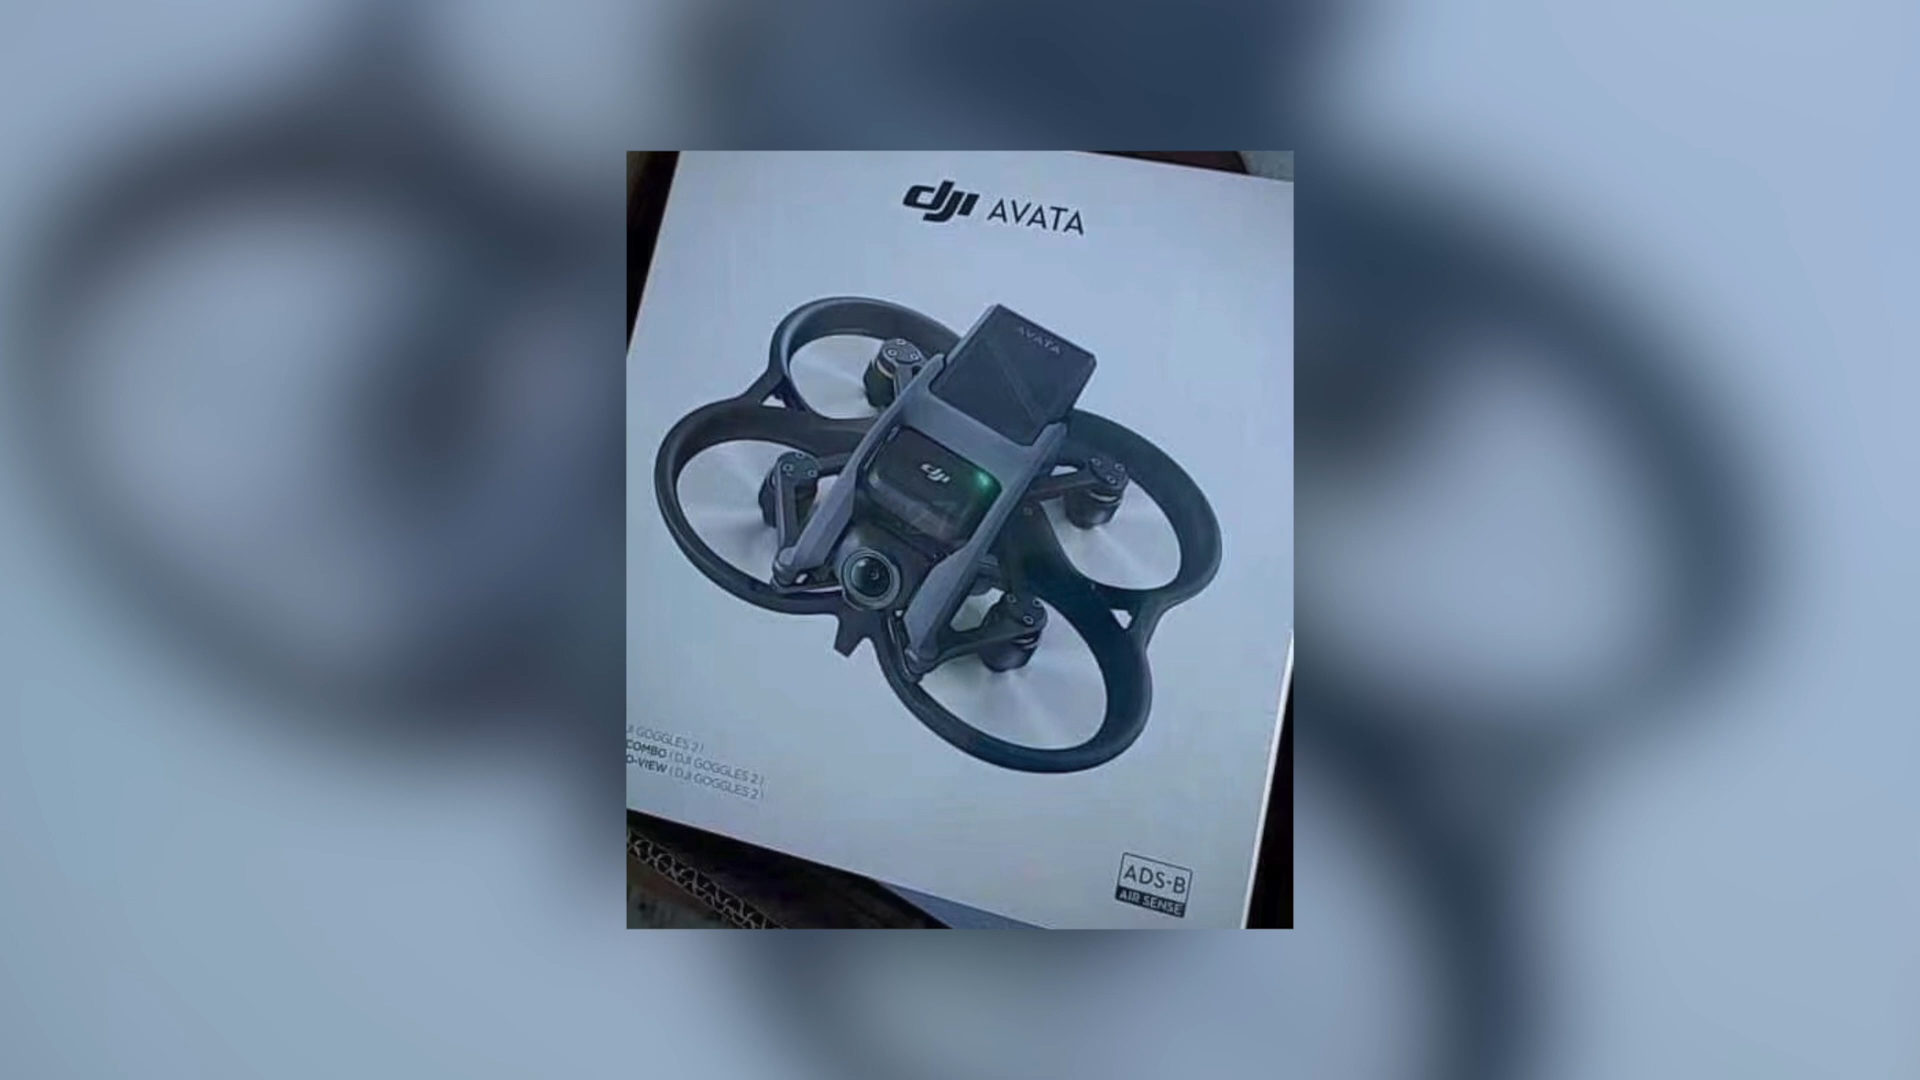 dji AVATA
AVATA
dji
GOGGLES 2)
COMBO (DJI GOGGLES 2)
O-VIEW (DJI GOGGLES 2)
ADS-B
AIR SENSE